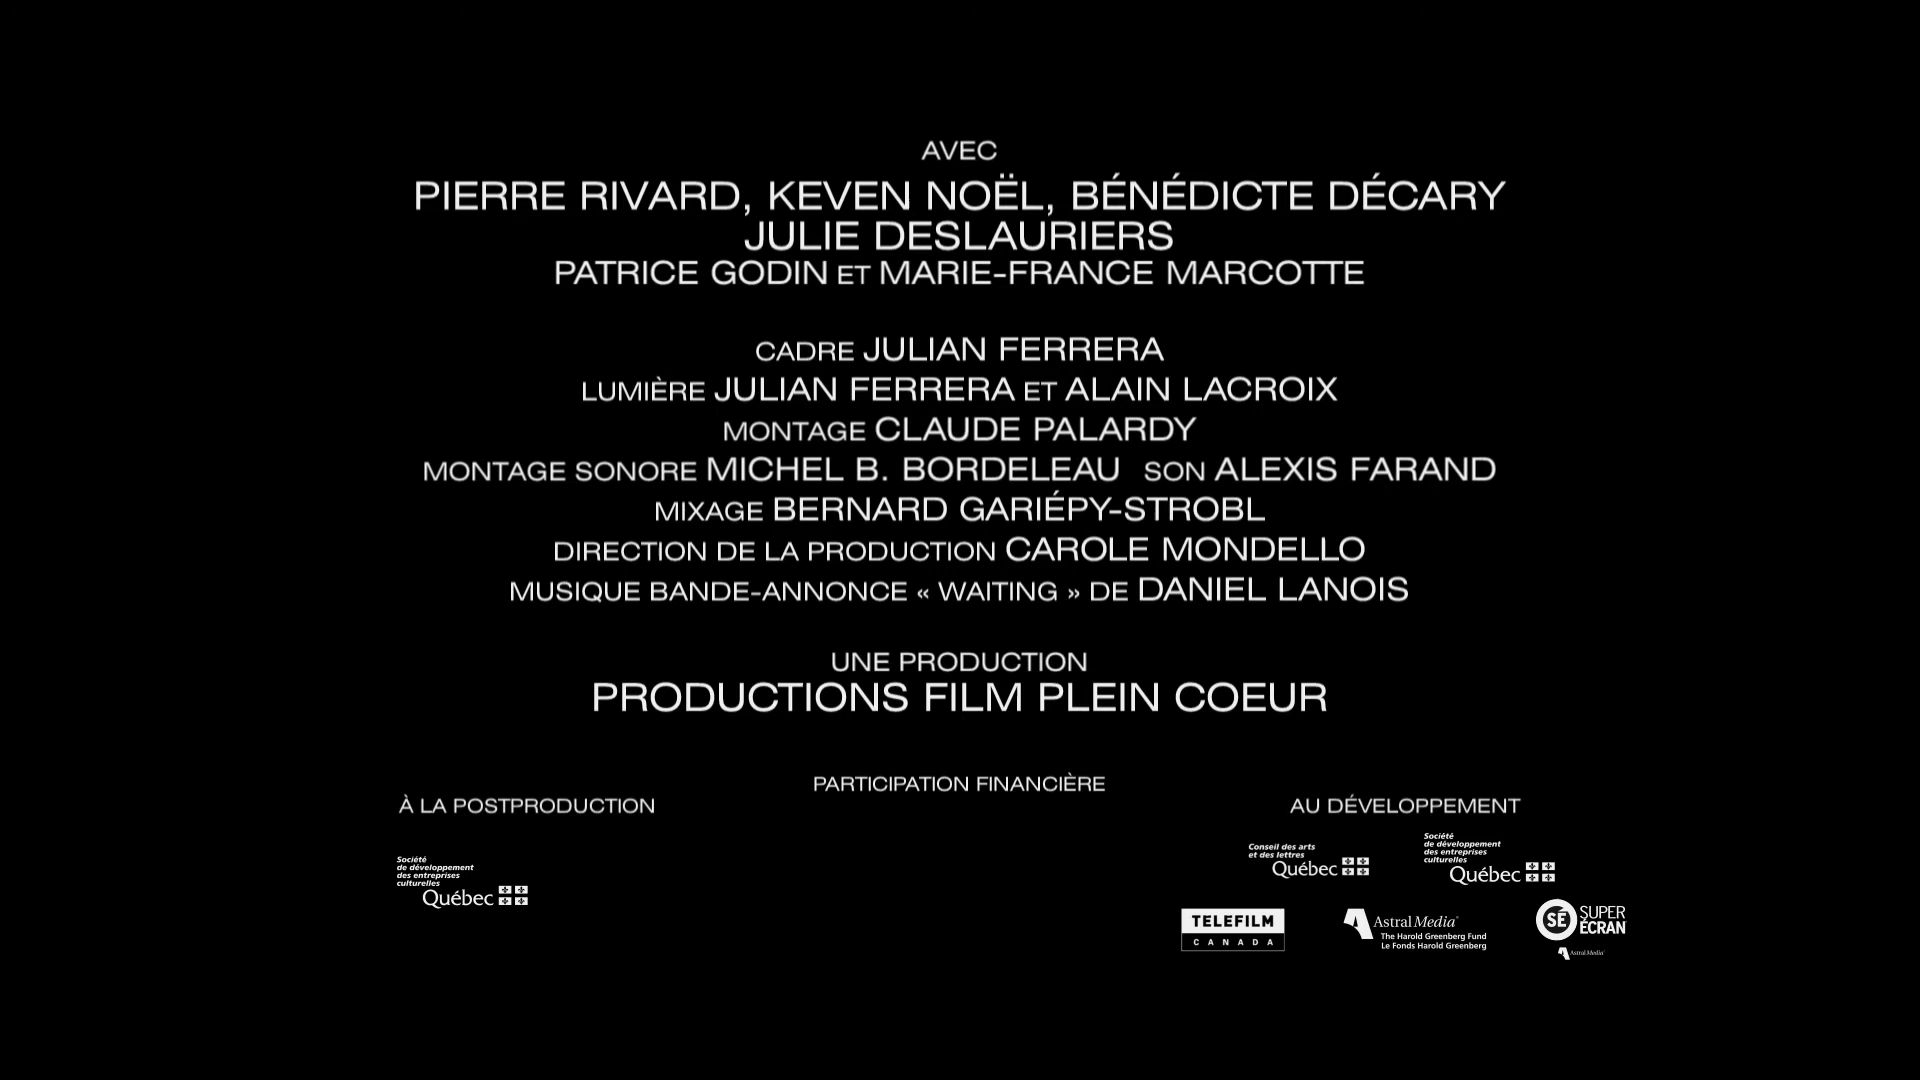 AVEC
PIERRE RIVARD, KEVEN NOËL, BÉNÉDICTE DÉCARY
JULIE DESLAURIERS
PATRICE GODIN ET MARIE-FRANCE MARCOTTE
CADRE JULIAN FERRERA
LUMIÈRE JULIAN FERRERA ET ALAIN LACROIX
MONTAGE CLAUDE PALARDY
MONTAGE SONORE MICHEL B. BORDELEAU SON ALEXIS FARAND
MIXAGE BERNARD GARIÉPY-STROBL
DIRECTION DE LA PRODUCTION CAROLE MONDELLO
MUSIQUE BANDE-ANNONCE « WAITING » DE DANIEL LANOIS
UNE PRODUCTION
PRODUCTIONS FILM PLEIN COEUR
PARTICIPATION FINANCIÈRE
À LA POSTPRODUCTION
Société
de développement
des entreprises
culturelles
Québec
AU DÉVELOPPEMENT
Conseil des arts
et des lettres
Québec
Société
de développement
des entreprises
culturelles
Québec
TELEFILM
CANADA
Astral Media
The Harold Greenberg Fund
Le Fonds Harold Greenberg
SÉ SUPER
ÉCRAN
Astral Media